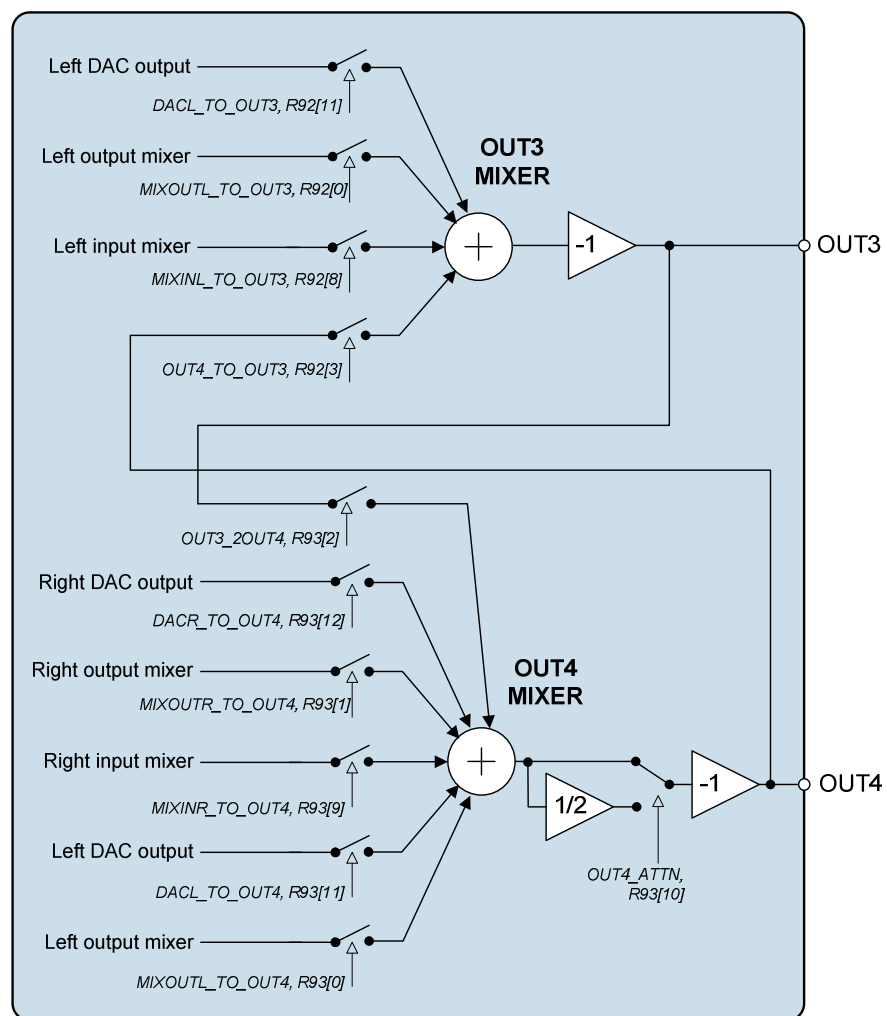 Left DAC output
DACL_TO_OUT3, R92[11]
Left output mixer
MIXOUTL_TO_OUT3, R92[0]
OUT3
MIXER
Left input mixer
MIXINL_TO_OUT3, R92[8]
-1
OUT3
OUT4_TO_OUT3, R92[3]
OUT3_2OUT4, R93[2]
Right DAC output
DACR_TO_OUT4, R93[12]
Right output mixer
MIXOUTR_TO_OUT4, R93[1]
OUT4
MIXER
Right input mixer
MIXINR_TO_OUT4, R93[9]
1/2
-1
OUT4
Left DAC output
DACL_TO_OUT4, R93[11]
OUT4_ATTN,
R93[10]
Left output mixer
MIXOUTL_TO_OUT4, R93[0]